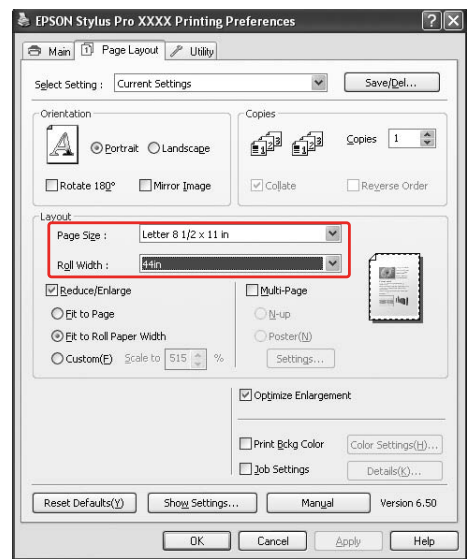 EPSON Stylus Pro XXXX Printing Preferences
Main Page Layout Utility
Select Setting : Current Settings Save/Del...
Orientation Copies
Portrait Landscape Copies 1
Rotate 180° Mirror Image Collate Reverse Order
Layout
Page Size : Letter 8 1/2 x 11 in
Roll Width : 44in
Reduce/Enlarge Multi-Page
Fit to Page N-up
Fit to Roll Paper Width Poster(N)
Custom(F) Scale to 515 % Settings...
Optimize Enlargement
Print Bckg Color Color Settings(H)...
Job Settings Details(K)...
Reset Defaults(Y) Show Settings... Manual Version 6.50
OK Cancel Apply Help